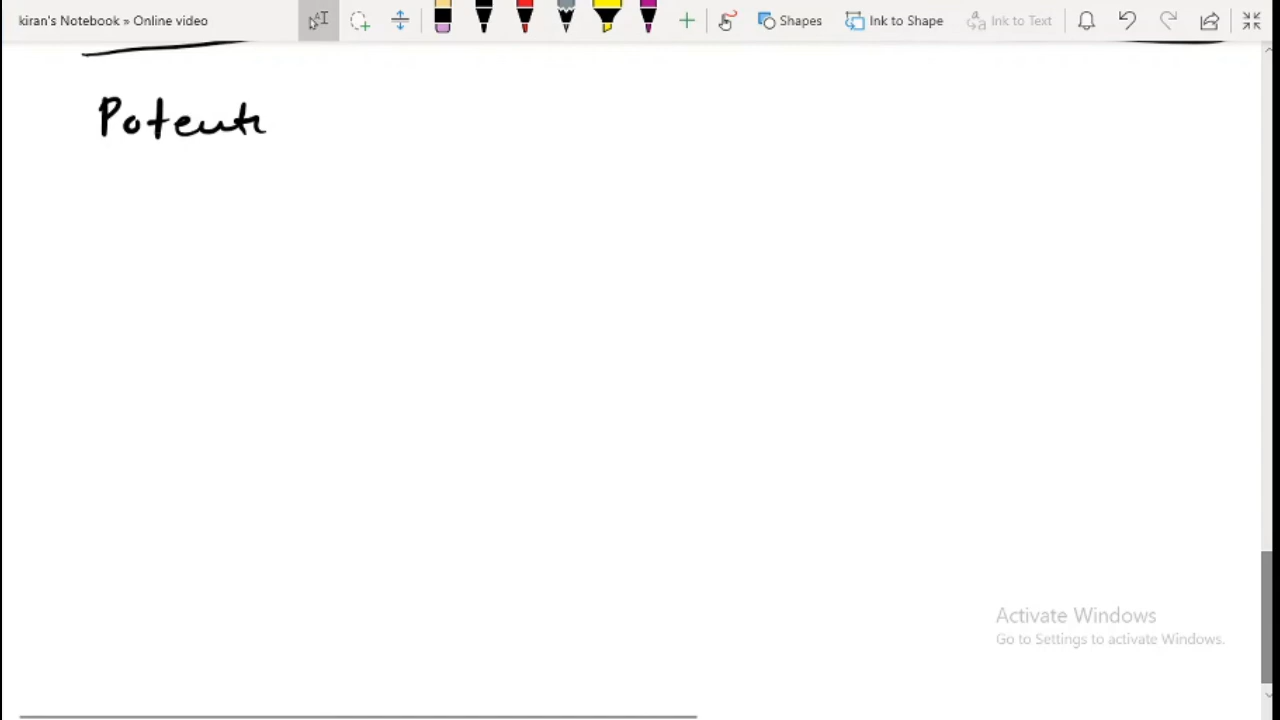 kiran's Notebook » Online video
Shapes
Ink to Shape
Ink to Text
Potenti
Activate Windows
Go to Settings to activate Windows.